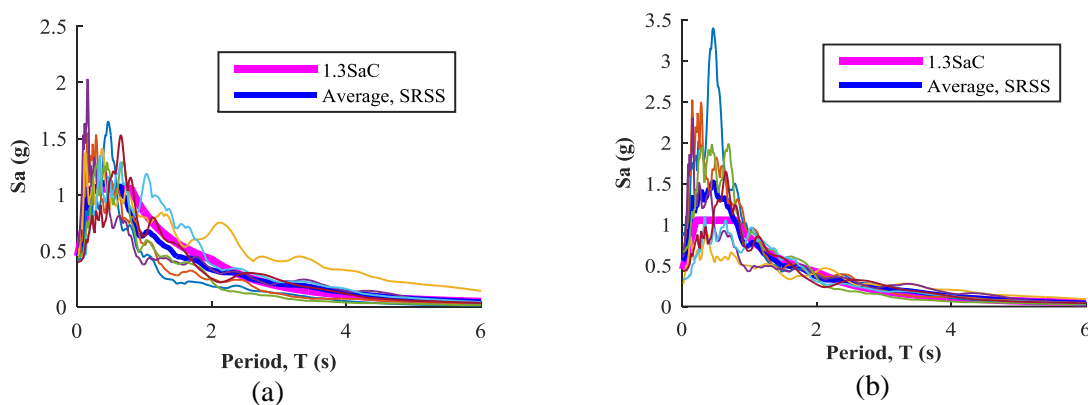 2.5
2
1.5
1
0.5
0
0
2
4
6
Sa (g)
Period, T (s)
1.3SaC
Average, SRSS
(a)
3.5
3
2.5
2
1.5
1
0.5
0
0
2
4
6
Sa (g)
Period, T (s)
1.3SaC
Average, SRSS
(b)